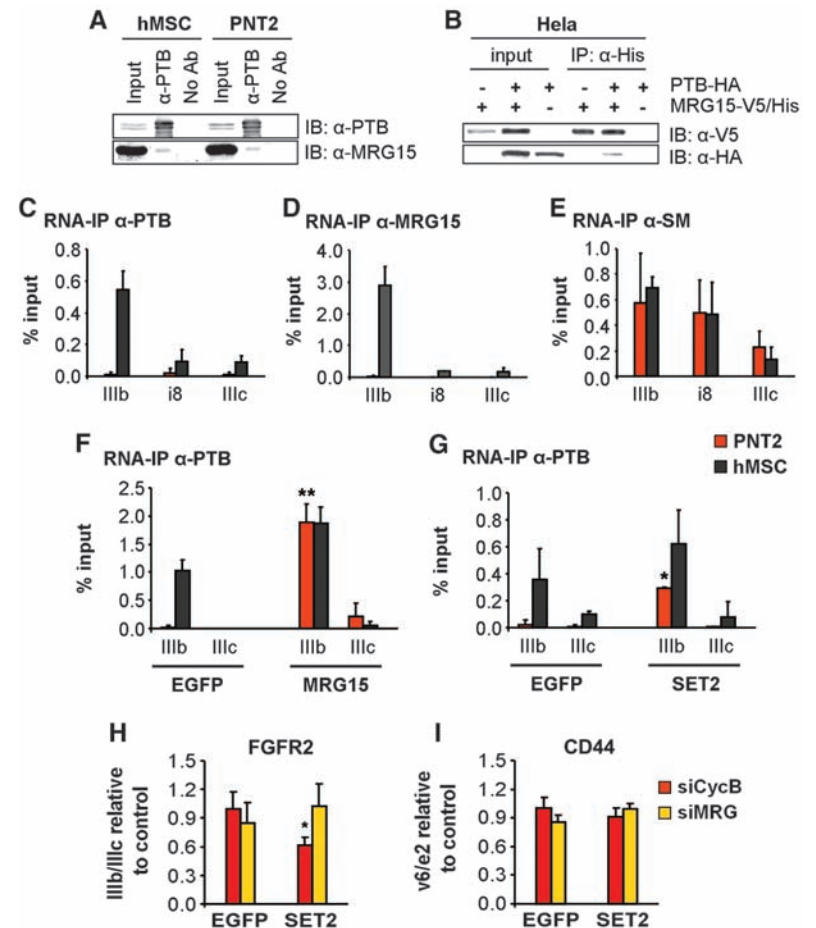 A
hMSC PNT2
Input α-PTB No Ab Input α-PTB No Ab
IB: α-PTB
IB: α-MRG15
B
Hela
input IP: α-His
- + + - + + PTB-HA
+ + - + + - MRG15-V5/His
IB: α-V5
IB: α-HA
C RNA-IP α-PTB
% input
0.8
0.6
0.4
0.2
0.0
IIIb i8 IIIc
D RNA-IP α-MRG15
% input
4.0
3.0
2.0
1.0
0.0
IIIb i8 IIIc
E RNA-IP α-SM
% input
1.0
0.8
0.6
0.4
0.2
0.0
IIIb i8 IIIc
F RNA-IP α-PTB
% input
2.5
2.0
1.5
1.0
0.5
0.0
**
IIIb IIIc IIIb IIIc
EGFP MRG15
G RNA-IP α-PTB
PNT2
hMSC
% input
1.0
0.8
0.6
0.4
0.2
0.0
*
IIIb IIIc IIIb IIIc
EGFP SET2
H
FGFR2
IIIb/IIIc relative
to control
1.5
1.2
0.9
0.6
0.3
0.0
*
EGFP SET2
I
CD44
v6/e2 relative
to control
1.5
1.2
0.9
0.6
0.3
0.0
EGFP SET2
siCycB
siMRG